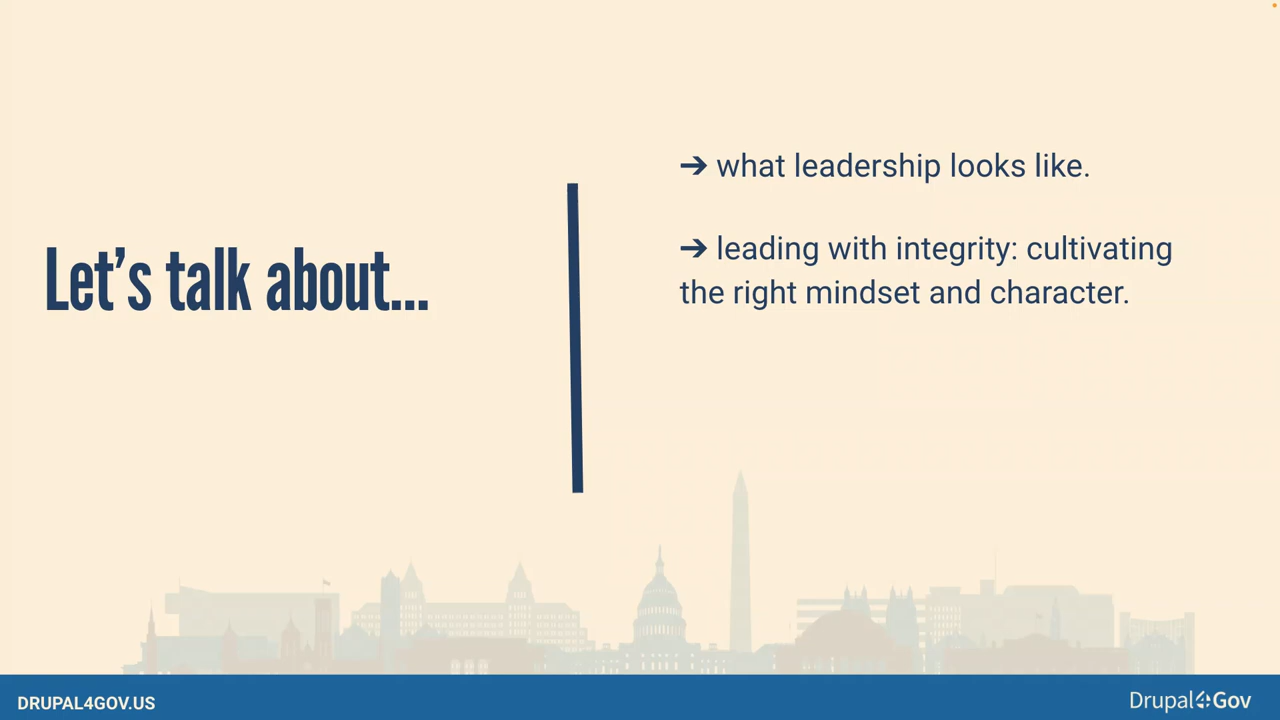 Let’s talk about...
➔ what leadership looks like.
➔ leading with integrity: cultivating
the right mindset and character.
DRUPAL4GOV.US
Drupal4Gov